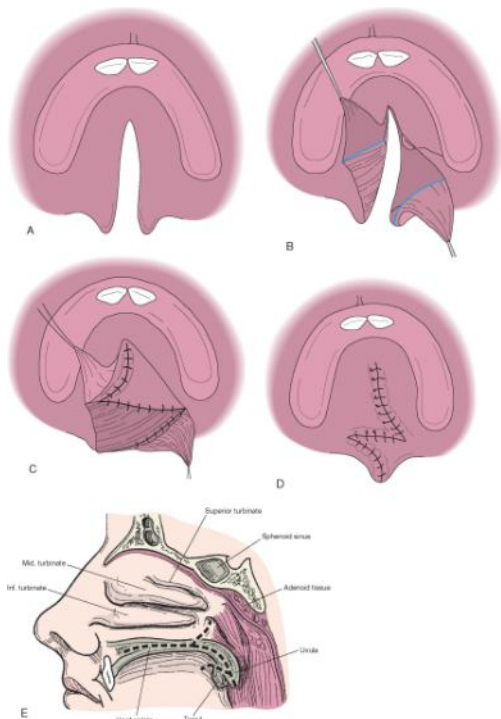 A
B
C
D
Superior turbinate
Sphenoid sinus
Mid. turbinate
Inf. turbinate
Adenoid tissue
Uvula
E